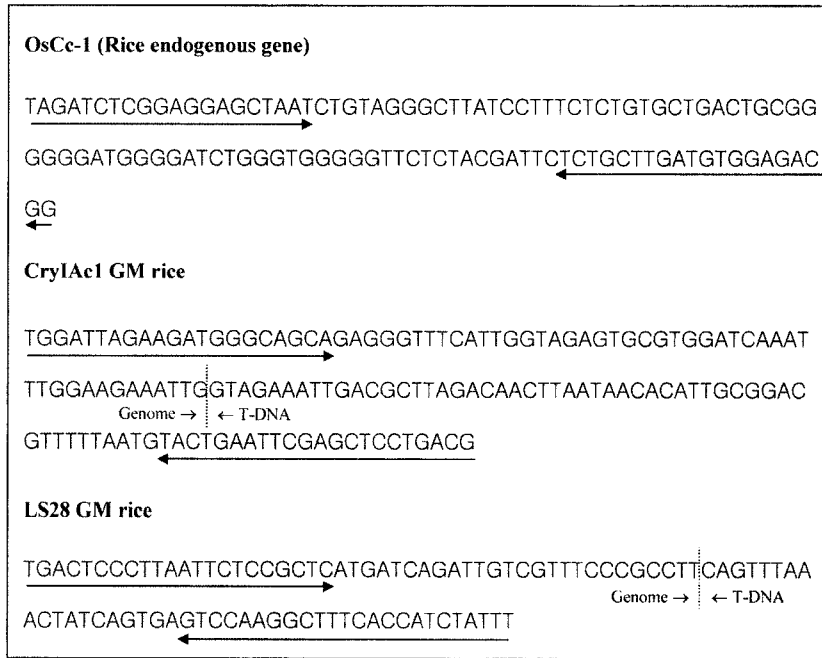 OsCc-1 (Rice endogenous gene)
TAGATCTCGGAGGAGCTAATCTGTAGGGCTTATCCTTTCTCTGTGCTGACTGCGG
GGGGATGGGGATCTGGGTGGGGGTTCTCTACGATTCTCTGCTTGATGTGGAGAC
GG
CryIAc1 GM rice
TGGATTAGAAGATGGGCAGCAGAGGGTTTCATTGGTAGAGTGCGTGGATCAAAT
TTGGAAGAAATTGGTAGAAATTGACGCTTAGACAACTTAATAACACATTGCGGAC
Genome → ← T-DNA
GTTTTTAATGTACTGAATTCGAGCTCCTGACG
LS28 GM rice
TGACTCCCTTAATTCTCCGCTCATGATCAGATTGTCGTTTCCCGCCTTCAGTTTAA
Genome → ← T-DNA
ACTATCAGTGAGTCCAAGGCTTTCACCATCTATTT